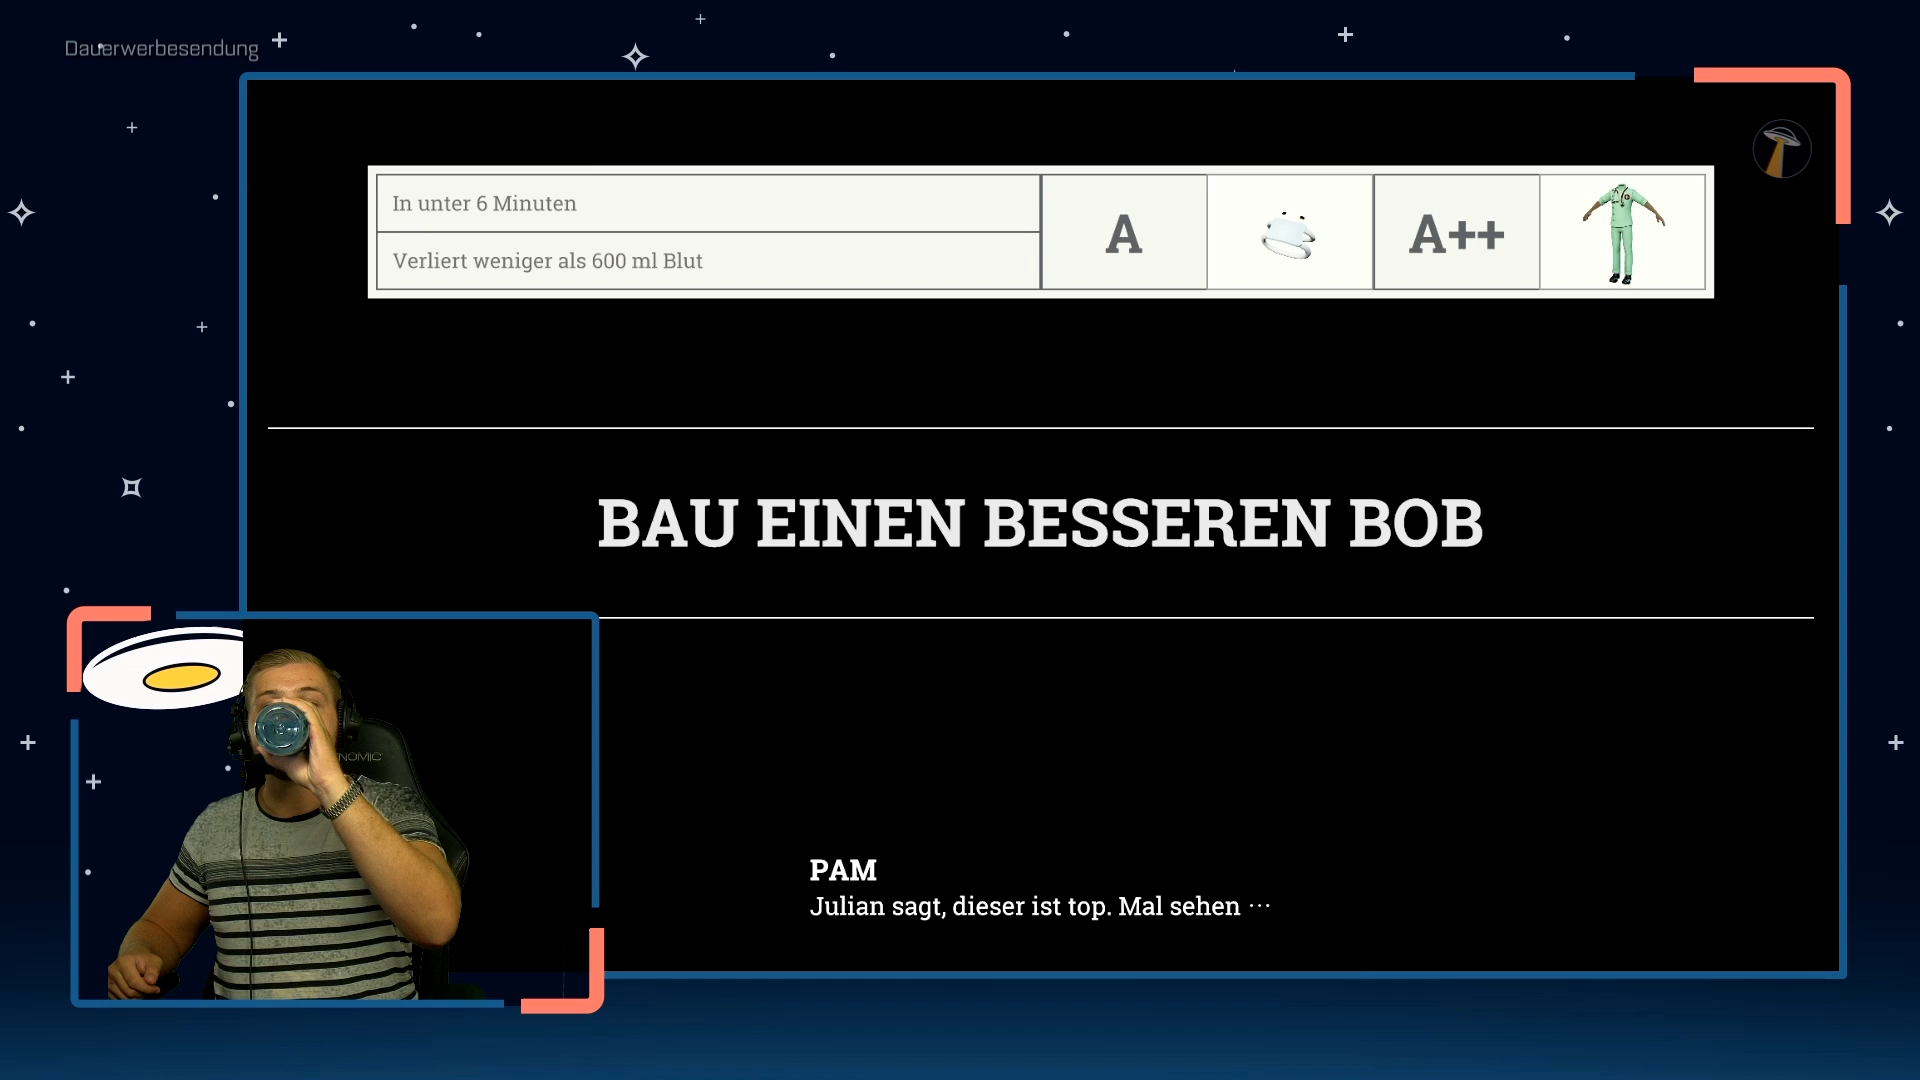 Dauerwerbesendung
In unter 6 Minuten
Verliert weniger als 600 ml Blut
A
A++
BAU EINEN BESSEREN BOB
NOMIC
PAM
Julian sagt, dieser ist top. Mal sehen ···